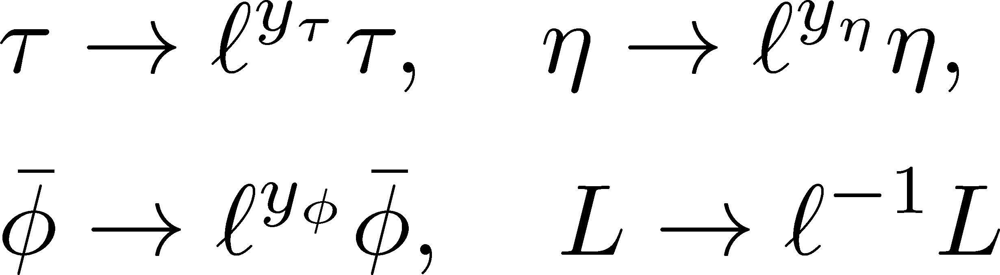 τ → ℓ^{y_τ} τ, η → ℓ^{y_η} η,
ϕ̄ → ℓ^{y_ϕ} ϕ̄, L → ℓ^{−1} L